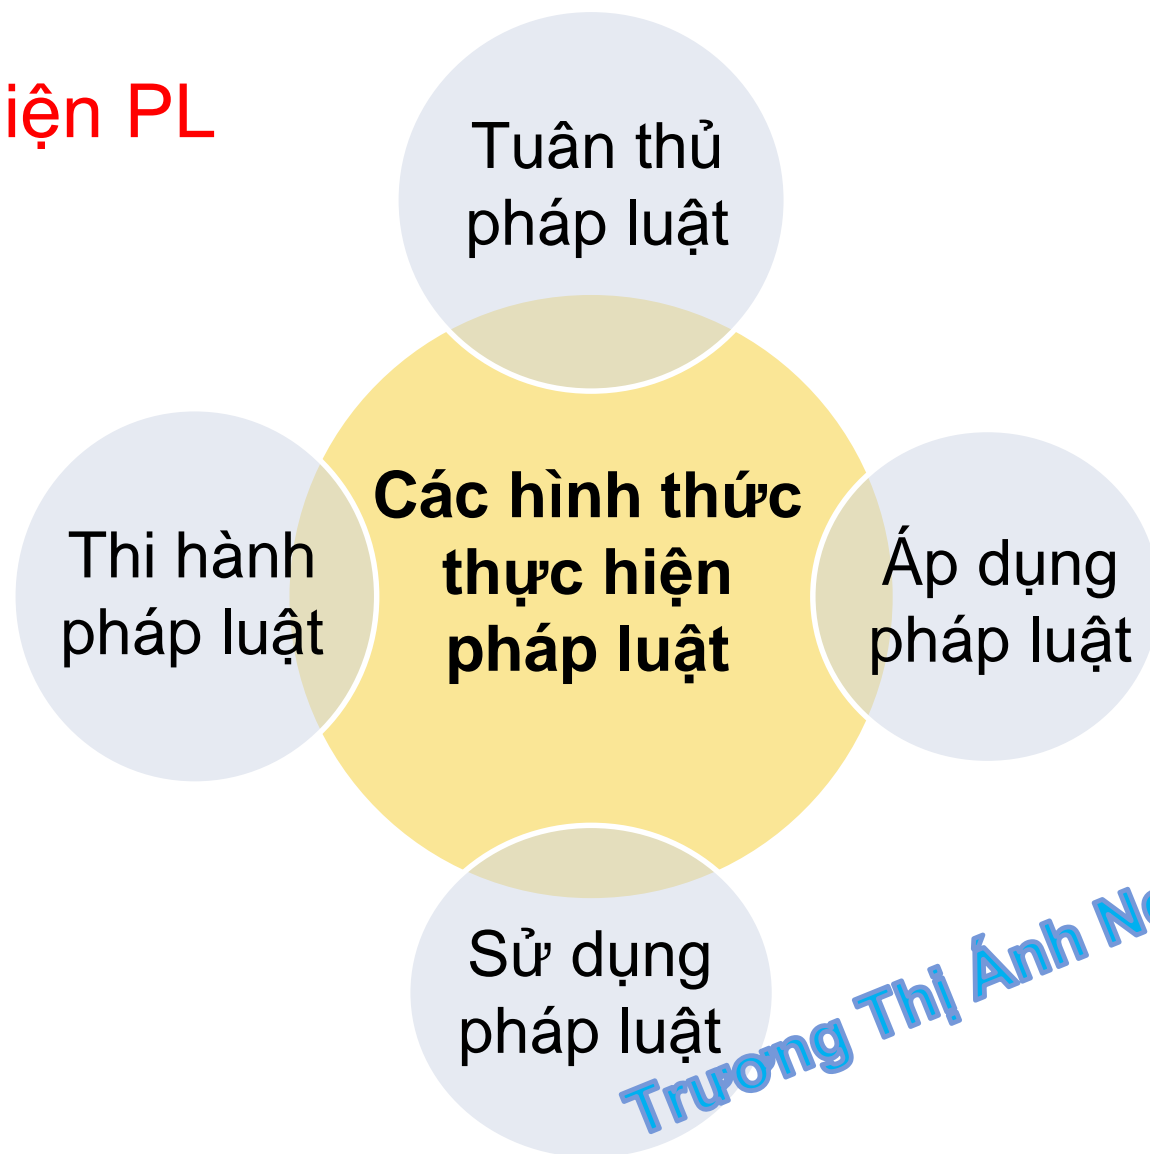 iện PL
Tuân thủ
pháp luật
Các hình thức
thực hiện
pháp luật
Thi hành
pháp luật
Áp dụng
pháp luật
Sử dụng
pháp luật
Trương Thị Ánh